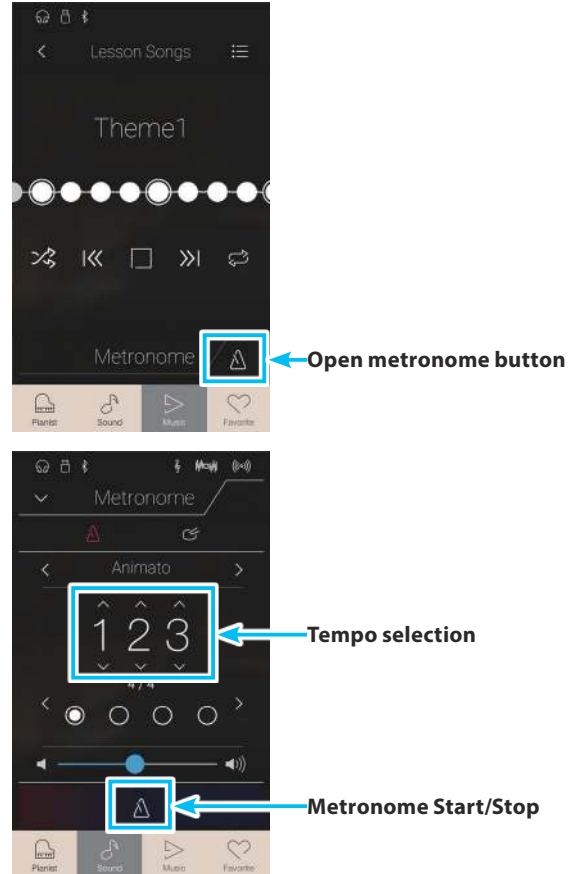 Lesson Songs
Theme1
Metronome
Open metronome button
Pianist Sound Music Favorite
Metronome
Animato
1 2 3
Tempo selection
4 / 4
Metronome Start/Stop
Pianist Sound Music Favorite